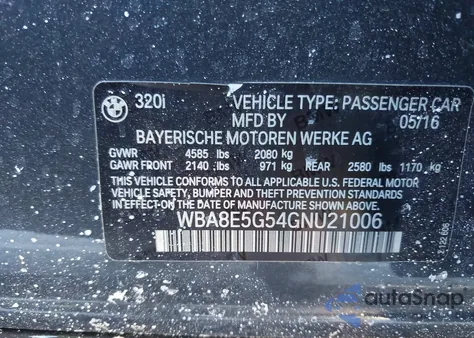 BMW 320i VEHICLE TYPE: PASSENGER CAR
MFD BY 05/16
BAYERISCHE MOTOREN WERKE AG
GVWR 4585 lbs 2080 kg
GAWR FRONT 2140 lbs 971 kg REAR 2580 lbs 1170 kg
THIS VEHICLE CONFORMS TO ALL APPLICABLE U.S. FEDERAL MOTOR
VEHICLE SAFETY, BUMPER AND THEFT PREVENTION STANDARDS IN
EFFECT ON THE DATE OF MANUFACTURE SHOWN ABOVE.
WBA8E5G54GNU21006
autoSnap